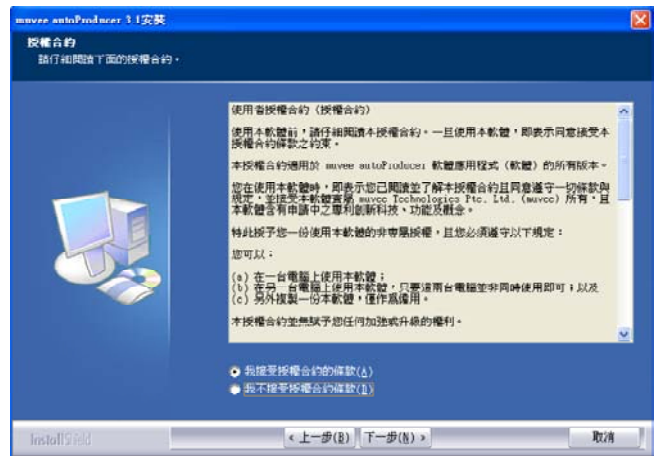 muvee autoProducer 3.1安裝
授權合約
請仔細閱讀下面的授權合約。
使用者授權合約（授權合約）
使用本軟體前，請仔細閱讀本授權合約。一旦使用本軟體，即表示同意接受本
授權合約條款之約束。
本授權合約適用於 muvee autoProducer 軟體應用程式（軟體）的所有版本。
您在使用本軟體時，即表示您已閱讀並了解本授權合約且同意遵守一切條款與
規定，並接受本軟體為屬 muvee Technologies Pte. Ltd. (muvee) 所有，且
本軟體含有申請中之專利創新科技、功能及概念。
特此授予您一份使用本軟體的非專屬授權，且您必須遵守以下規定：
您可以：
(a) 在一台電腦上使用本軟體；
(b) 在另一台電腦上使用本軟體，只要這兩台電腦並非同時使用即可；以及
(c) 另外複製一份本軟體，僅作為備用。
本授權合約並無賦予您任何加強或升級的權利。
我接受授權合約的條款(A)
我不接受授權合約條款(D)
InstallShield
< 上一步(B)
下一步(N) >
取消